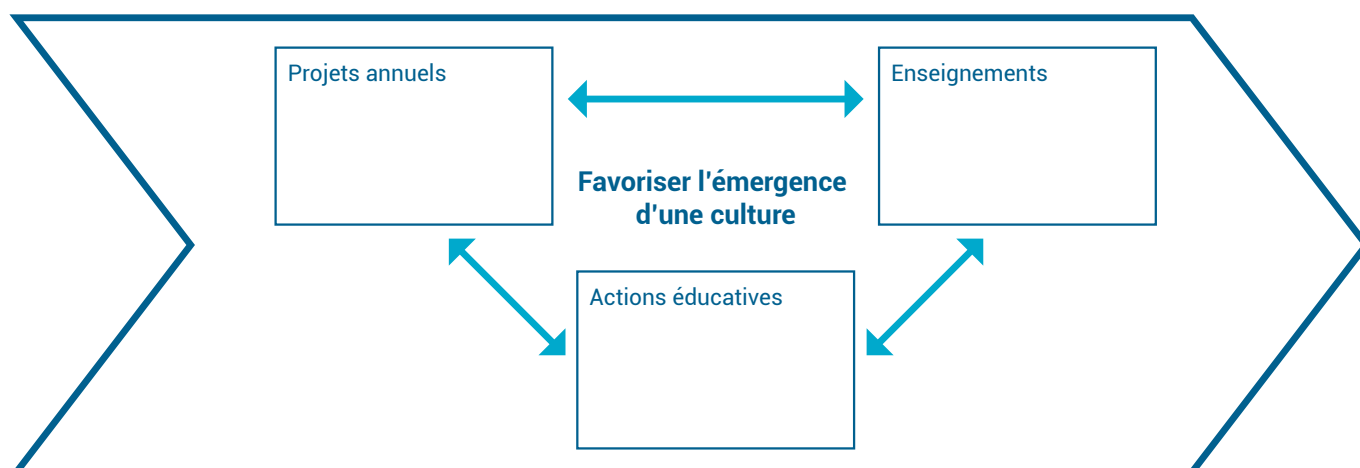 Projets annuels
Enseignements
Favoriser l'émergence
d'une culture
Actions éducatives